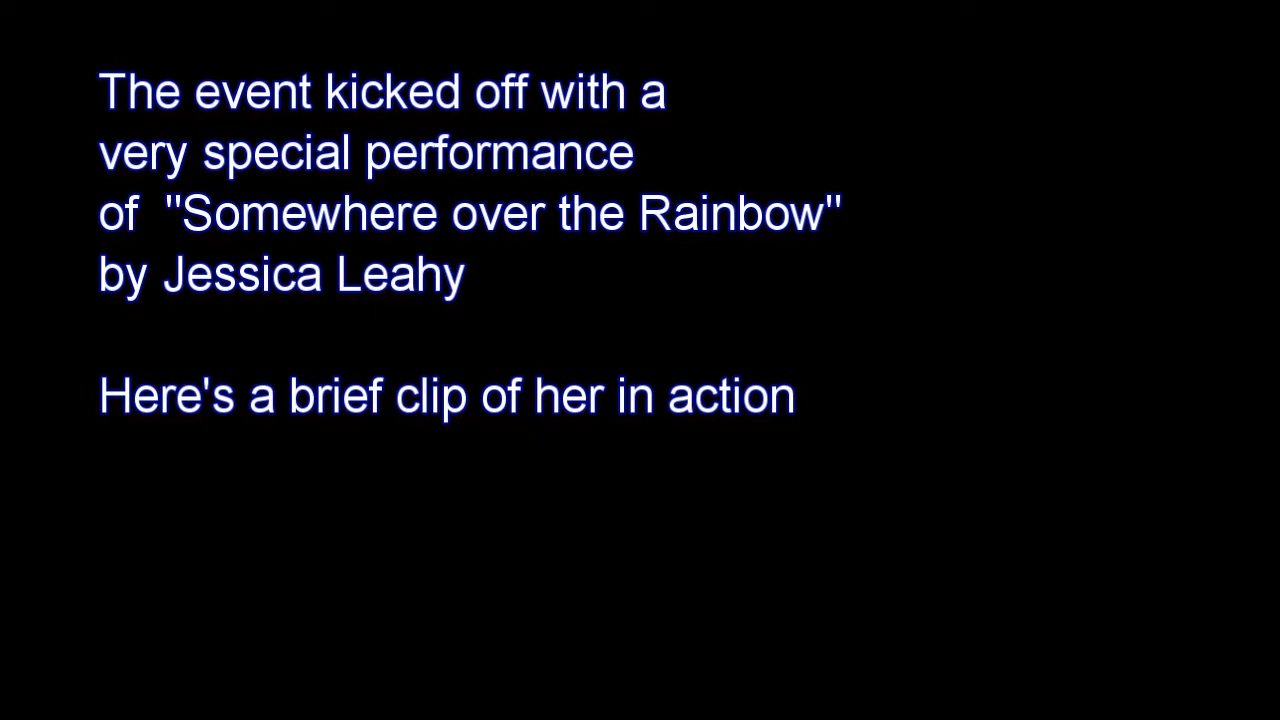 The event kicked off with a
very special performance
of  "Somewhere over the Rainbow"
by Jessica Leahy
Here's a brief clip of her in action